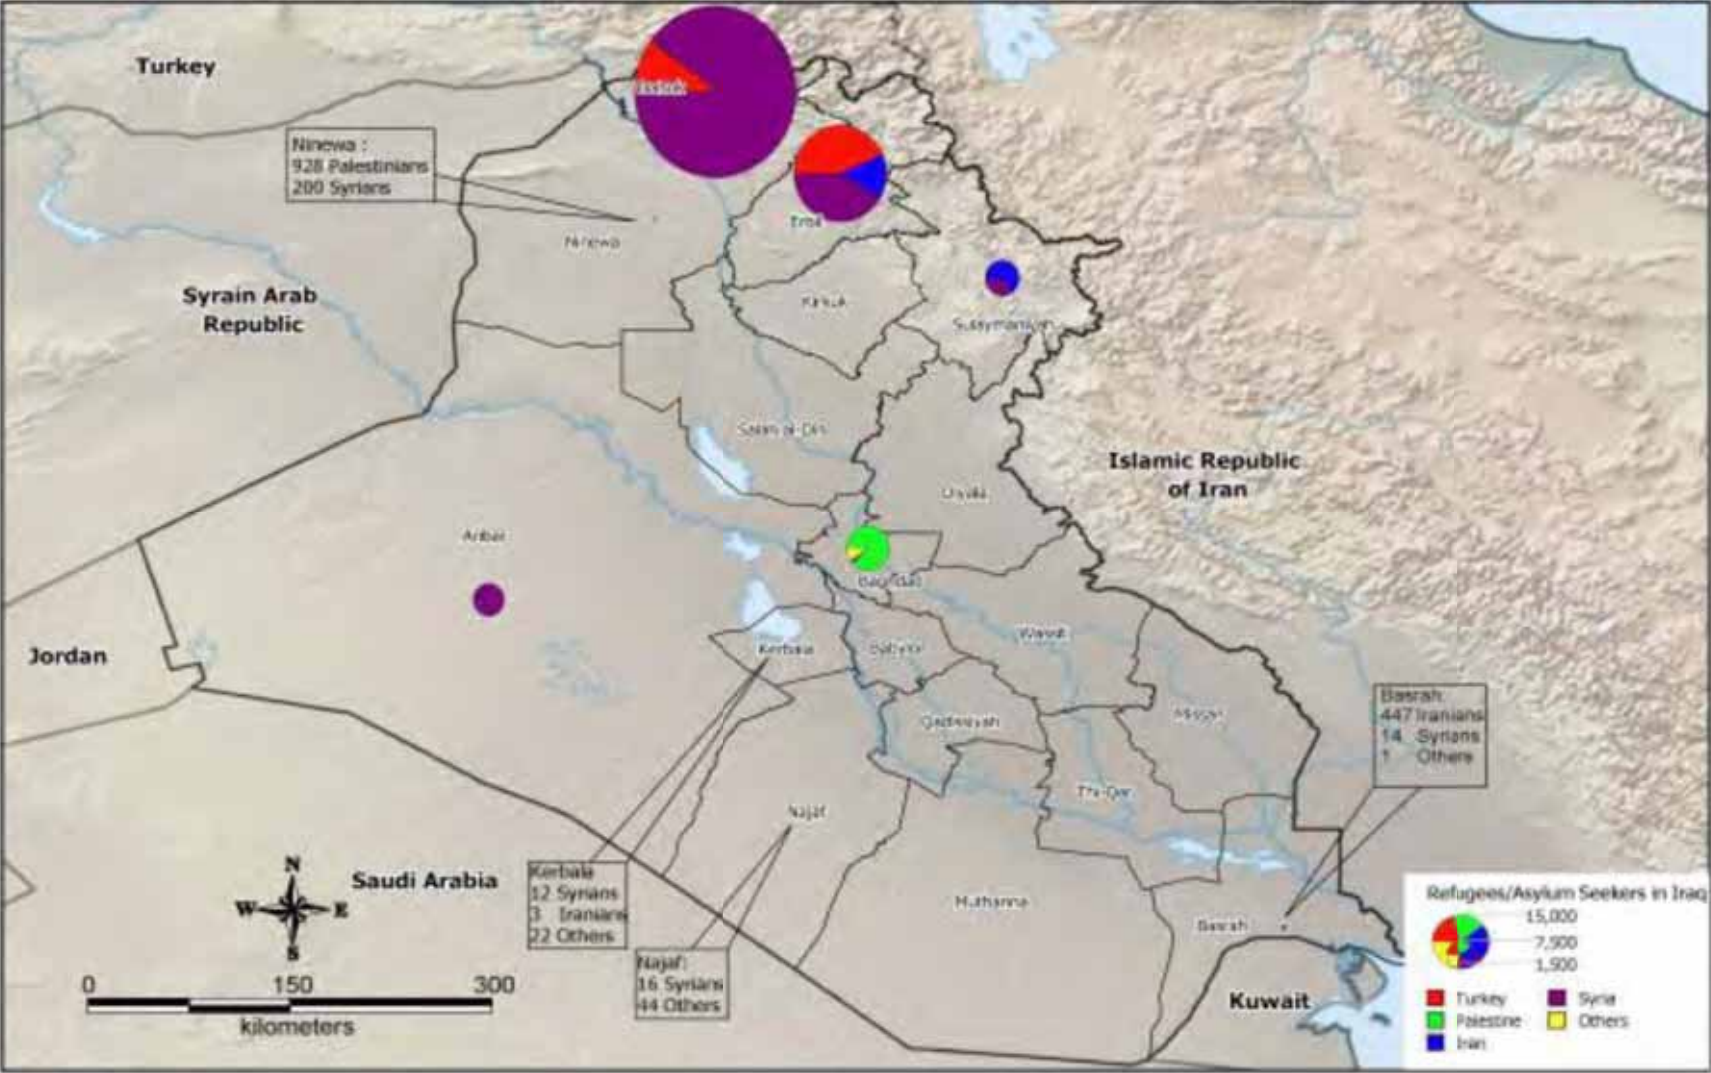 Turkey
Ninewa :
928 Palestinians
200 Syrians
Erbil
Ninewa
Syrain Arab
Republic
Kirkuk
Sulaymaniyah
Salah al-Din
Islamic Republic
of Iran
Diyala
Anbar
Baghdad
Jordan
Kerbala
Babylon
Wassit
Qadissiyah
Missan
Basrah:
447 Iranians
14 Syrians
1 Others
Thi-Qar
Najaf
Saudi Arabia
N
W E
S
Kerbala
12 Syrians
3 Iranians
22 Others
Muthanna
Basrah
Najaf:
16 Syrians
44 Others
0 150 300
kilometers
Kuwait
Refugees/Asylum Seekers in Iraq
15,000
7,500
1,500
Turkey Syria
Palestine Others
Iran